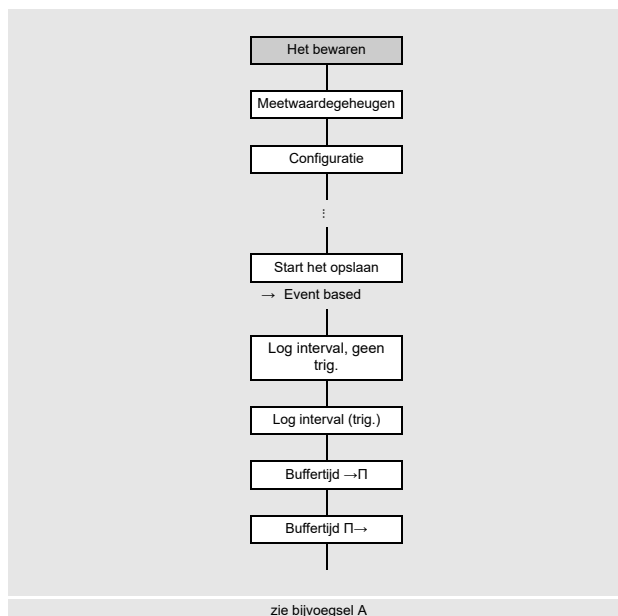 Het bewaren
Meetwaardegeheugen
Configuratie
⋮
Start het opslaan
→ Event based
Log interval, geen
trig.
Log interval (trig.)
Buffertijd →Π
Buffertijd Π→
zie bijvoegsel A